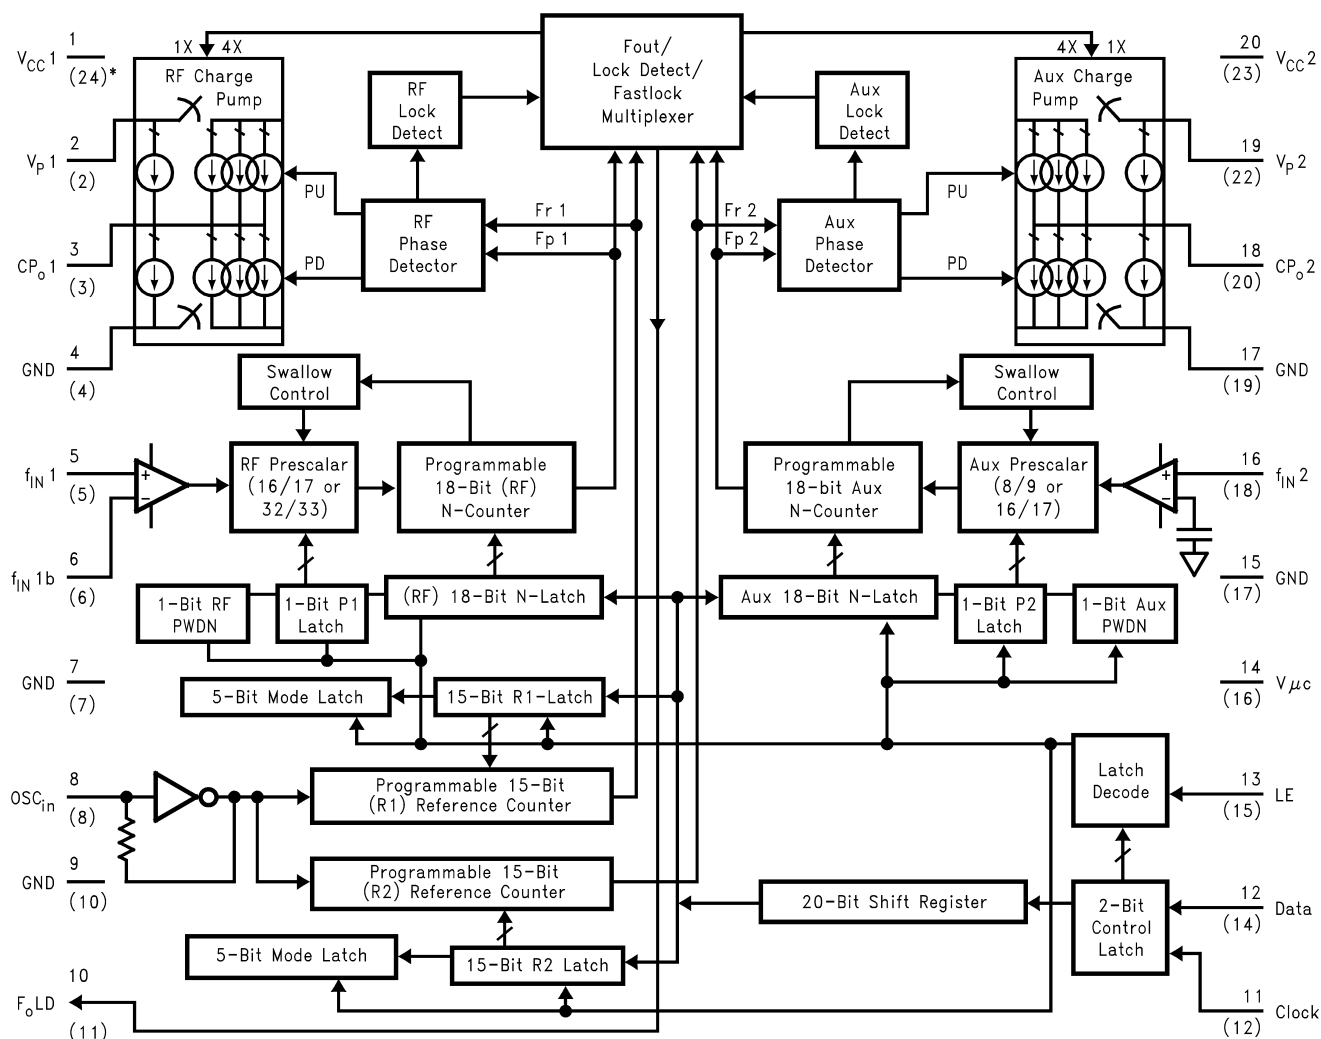 1
V_CC 1
(24)*
1X 4X
RF Charge
Pump
RF
Lock
Detect
Fout/
Lock Detect/
Fastlock
Multiplexer
Aux
Lock
Detect
4X 1X
Aux Charge
Pump
20
V_CC 2
(23)
2
V_P 1
(2)
19
V_P 2
(22)
PU
RF
Phase
Detector
PD
Fr 1
Fp 1
Fr 2
Fp 2
Aux
Phase
Detector
PU
PD
3
CP_o 1
(3)
18
CP_o 2
(20)
4
GND
(4)
17
GND
(19)
Swallow
Control
Swallow
Control
5
f_IN 1
(5)
+
−
RF Prescalar
(16/17 or
32/33)
Programmable
18-Bit (RF)
N-Counter
Programmable
18-bit Aux
N-Counter
Aux Prescalar
(8/9 or
16/17)
+
−
16
f_IN 2
(18)
6
f_IN 1b
(6)
15
GND
(17)
1-Bit RF
PWDN
1-Bit P1
Latch
(RF) 18-Bit N-Latch
Aux 18-Bit N-Latch
1-Bit P2
Latch
1-Bit Aux
PWDN
7
GND
(7)
5-Bit Mode Latch
15-Bit R1-Latch
14
Vμc
(16)
8
OSC_in
(8)
Programmable 15-Bit
(R1) Reference Counter
Latch
Decode
13
LE
(15)
9
GND
(10)
Programmable 15-Bit
(R2) Reference Counter
20-Bit Shift Register
2-Bit
Control
Latch
12
Data
(14)
5-Bit Mode Latch
15-Bit R2 Latch
10
F_oLD
(11)
11
Clock
(12)